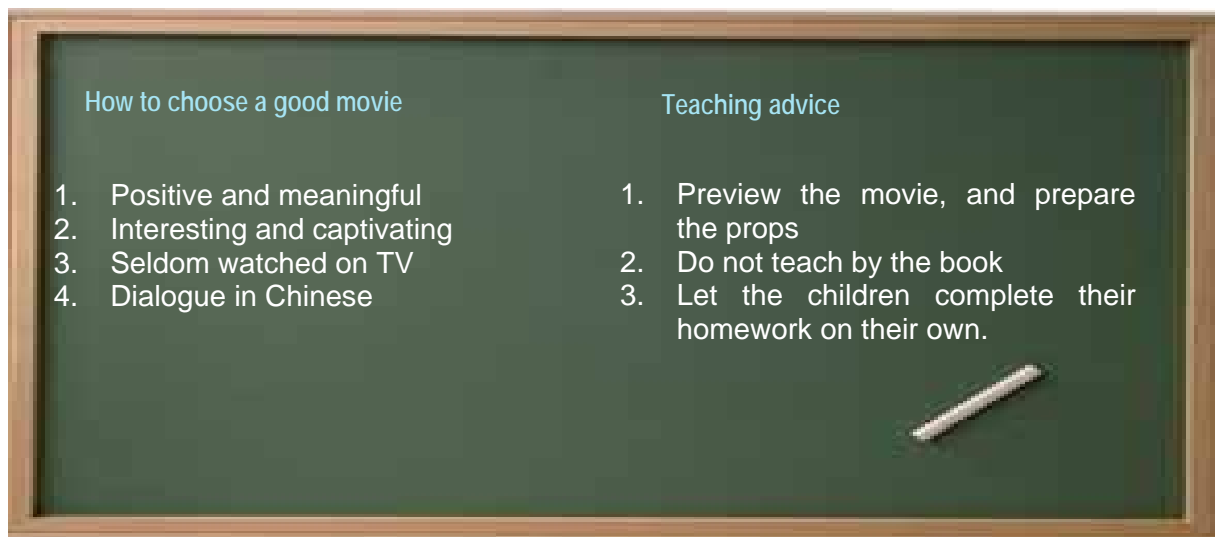 How to choose a good movie
1. Positive and meaningful
2. Interesting and captivating
3. Seldom watched on TV
4. Dialogue in Chinese
Teaching advice
1. Preview the movie, and prepare
the props
2. Do not teach by the book
3. Let the children complete their
homework on their own.